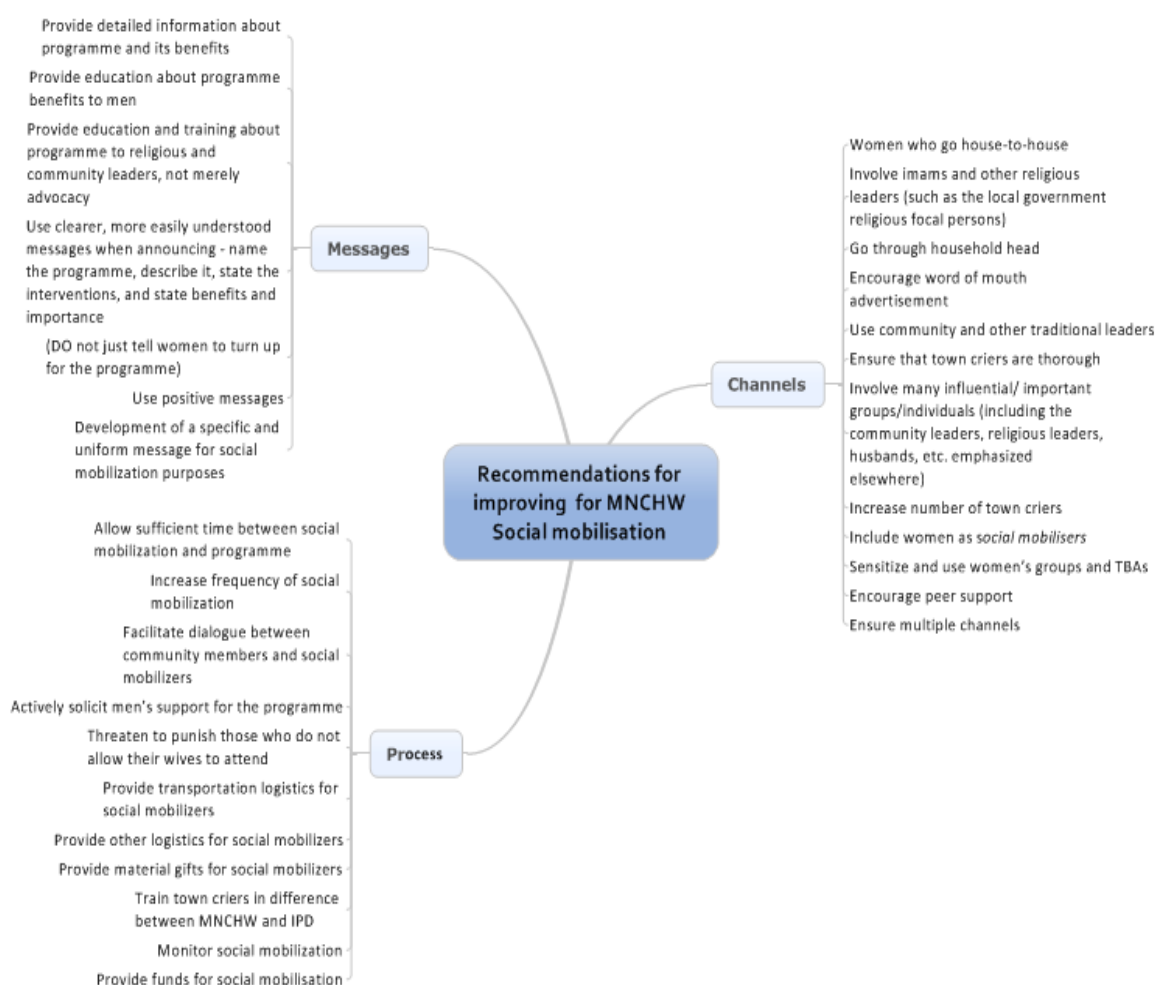 Provide detailed information about
programme and its benefits
Provide education about programme
benefits to men
Provide education and training about
programme to religious and
community leaders, not merely
advocacy
Use clearer, more easily understood
messages when announcing - name
the programme, describe it, state the
interventions, and state benefits and
importance
(DO not just tell women to turn up
for the programme)
Use positive messages
Development of a specific and
uniform message for social
mobilization purposes
Messages
Women who go house-to-house
Involve imams and other religious
leaders (such as the local government
religious focal persons)
Go through household head
Encourage word of mouth
advertisement
Use community and other traditional leaders
Ensure that town criers are thorough
Involve many influential/ important
groups/individuals (including the
community leaders, religious leaders,
husbands, etc. emphasized
elsewhere)
Increase number of town criers
Include women as social mobilisers
Sensitize and use women's groups and TBAs
Encourage peer support
Ensure multiple channels
Channels
Recommendations for
improving for MNCHW
Social mobilisation
Allow sufficient time between social
mobilization and programme
Increase frequency of social
mobilization
Facilitate dialogue between
community members and social
mobilizers
Actively solicit men's support for the programme
Threaten to punish those who do not
allow their wives to attend
Provide transportation logistics for
social mobilizers
Provide other logistics for social mobilizers
Provide material gifts for social mobilizers
Train town criers in difference
between MNCHW and IPD
Monitor social mobilization
Provide funds for social mobilisation
Process